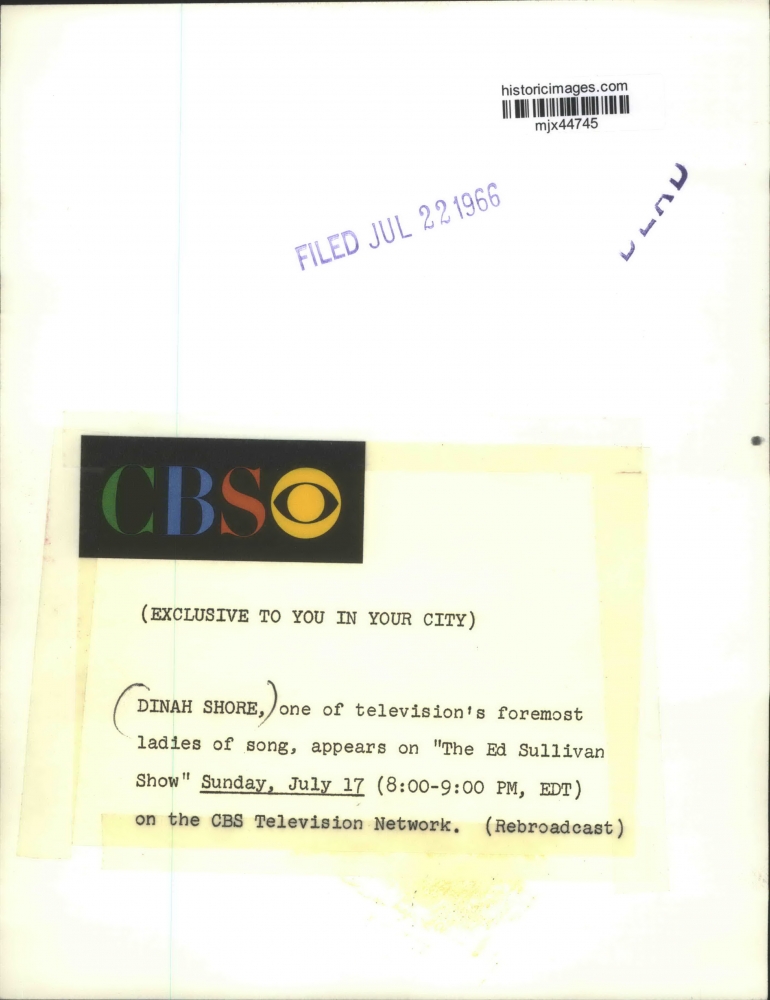 historicimages.com
mjx44745
FILED JUL 22 1966
CBS
(EXCLUSIVE TO YOU IN YOUR CITY)
DINAH SHORE, one of television's foremost
ladies of song, appears on "The Ed Sullivan
Show" Sunday, July 17 (8:00-9:00 PM, EDT)
on the CBS Television Network. (Rebroadcast)